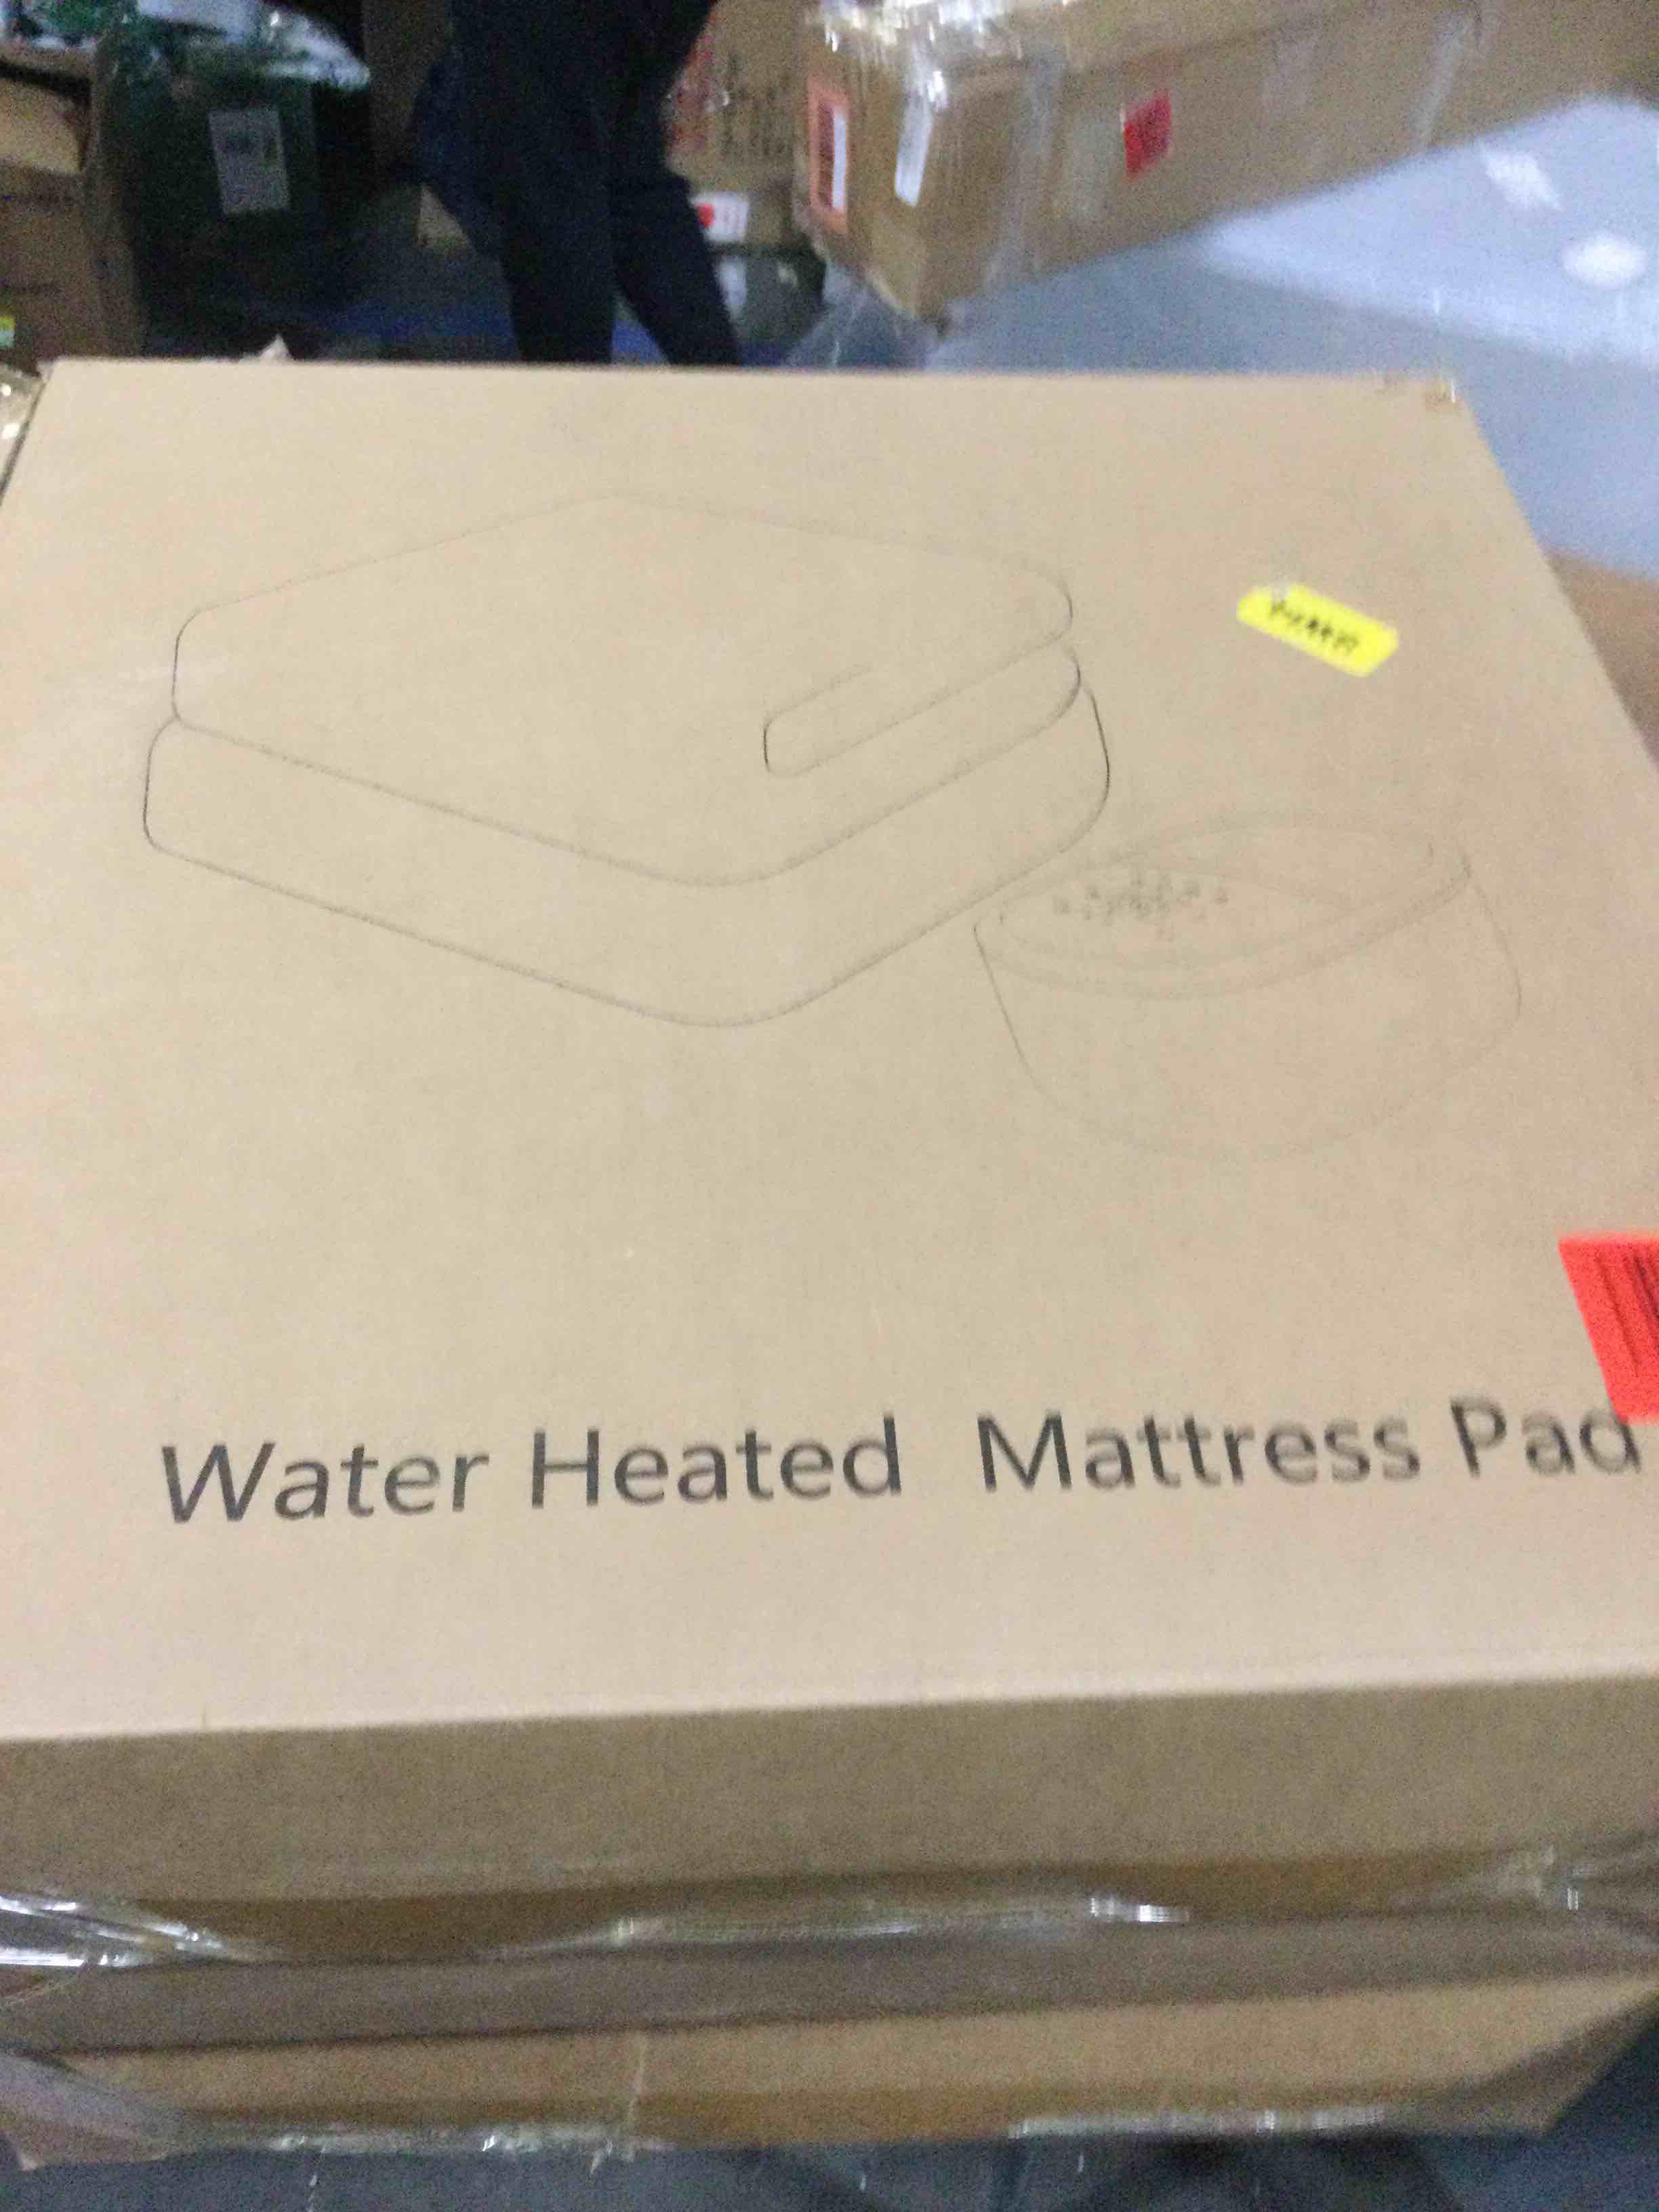 Water Heated Mattress Pad